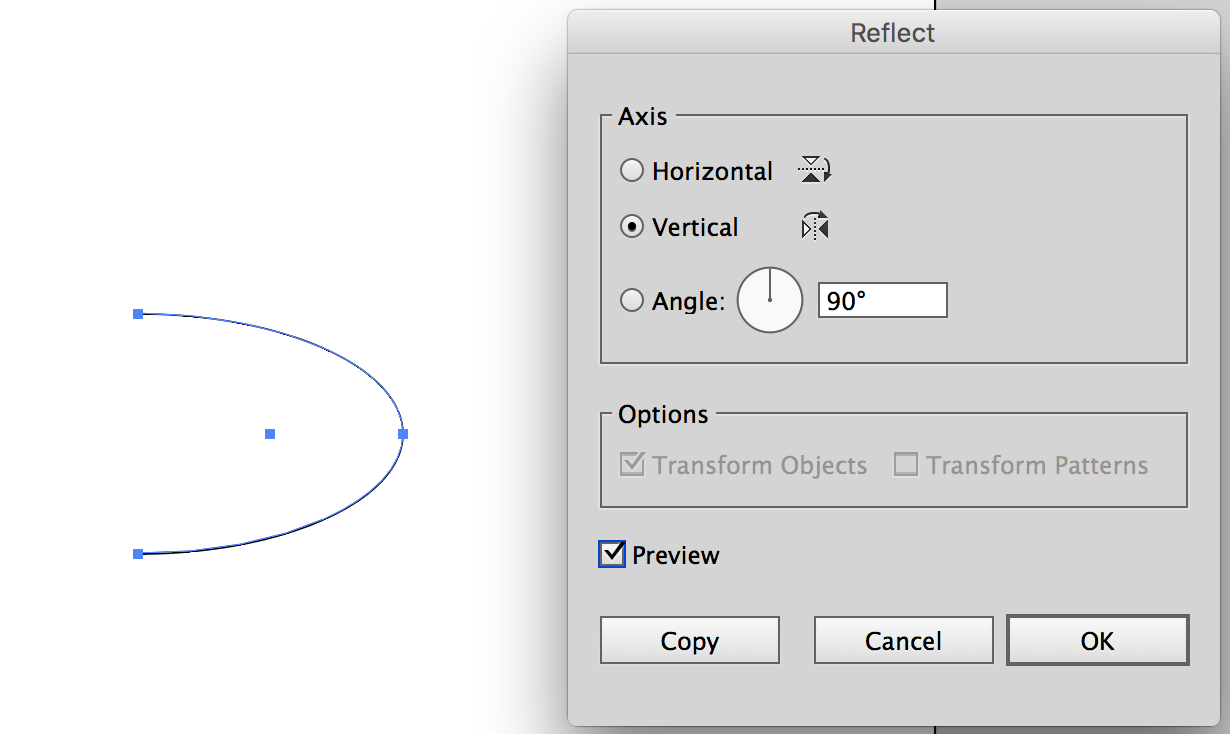 Reflect
Axis
Horizontal
Vertical
Angle: 90°
Options
Transform Objects Transform Patterns
Preview
Copy Cancel OK